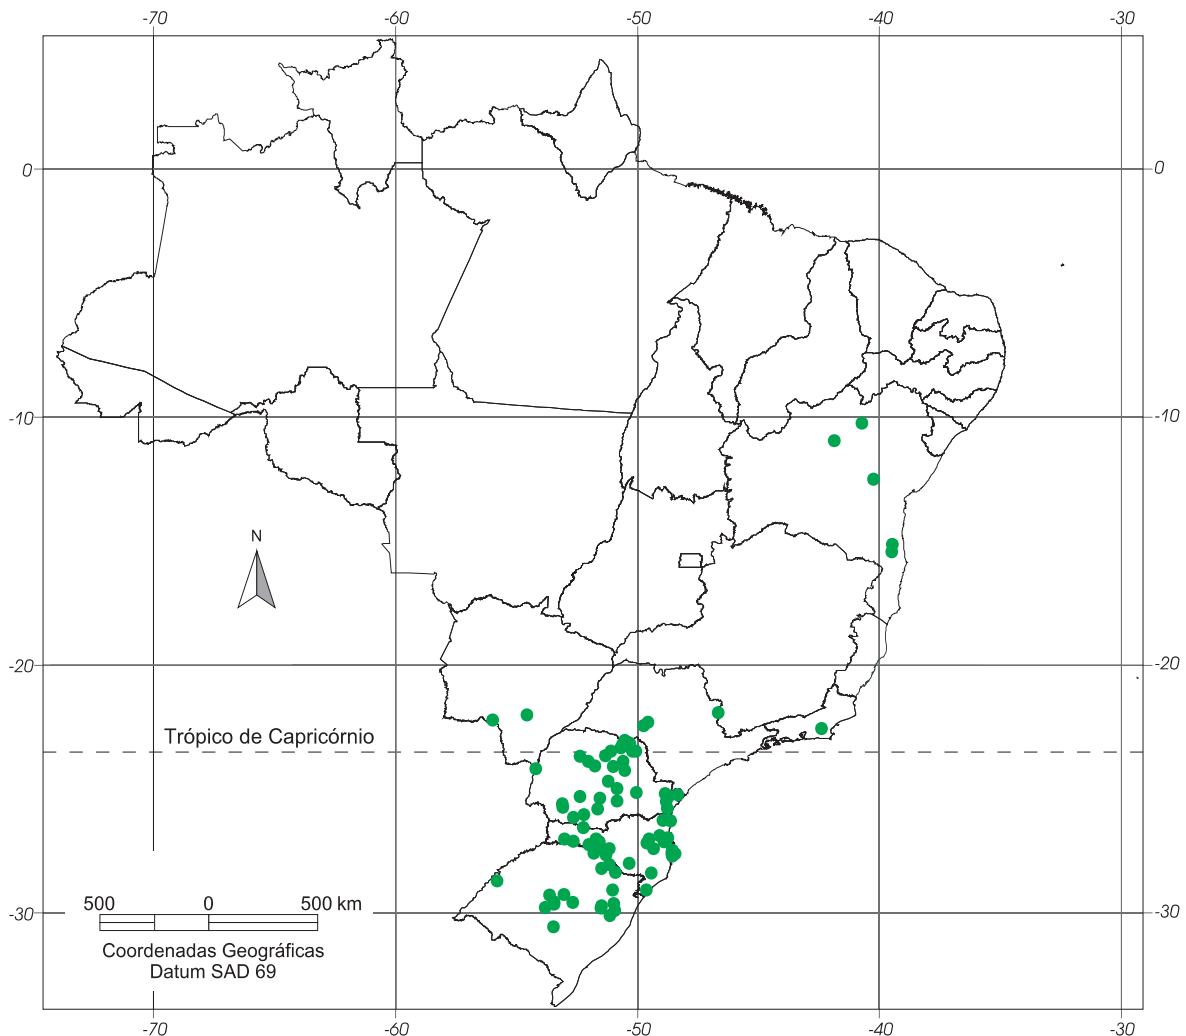 -70 -60 -50 -40 -30
0 0
-10 -10
N
-20 -20
Trópico de Capricórnio
500 0 500 km
-30 -30
Coordenadas Geográficas
Datum SAD 69
-70 -60 -50 -40 -30